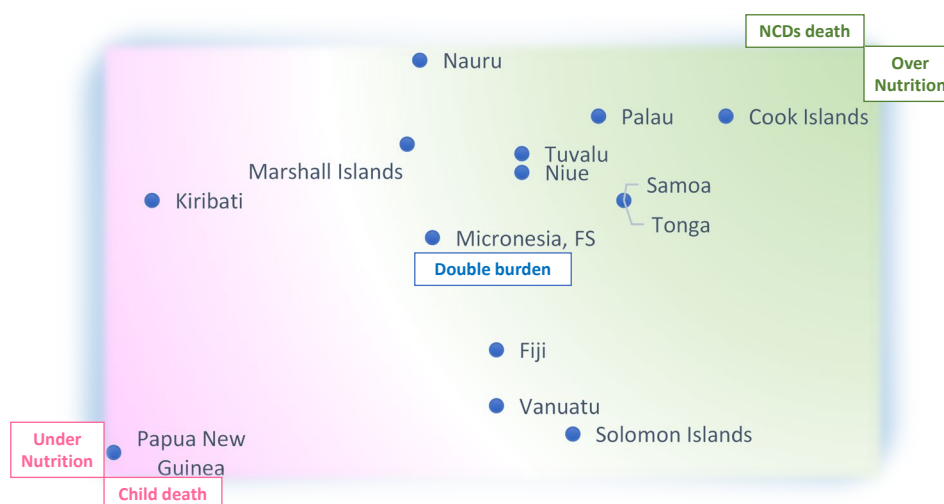 NCDs death
Over
Nutrition
Nauru
Palau
Cook Islands
Tuvalu
Marshall Islands
Niue
Samoa
Kiribati
Tonga
Micronesia, FS
Double burden
Fiji
Vanuatu
Solomon Islands
Under
Nutrition
Papua New
Guinea
Child death